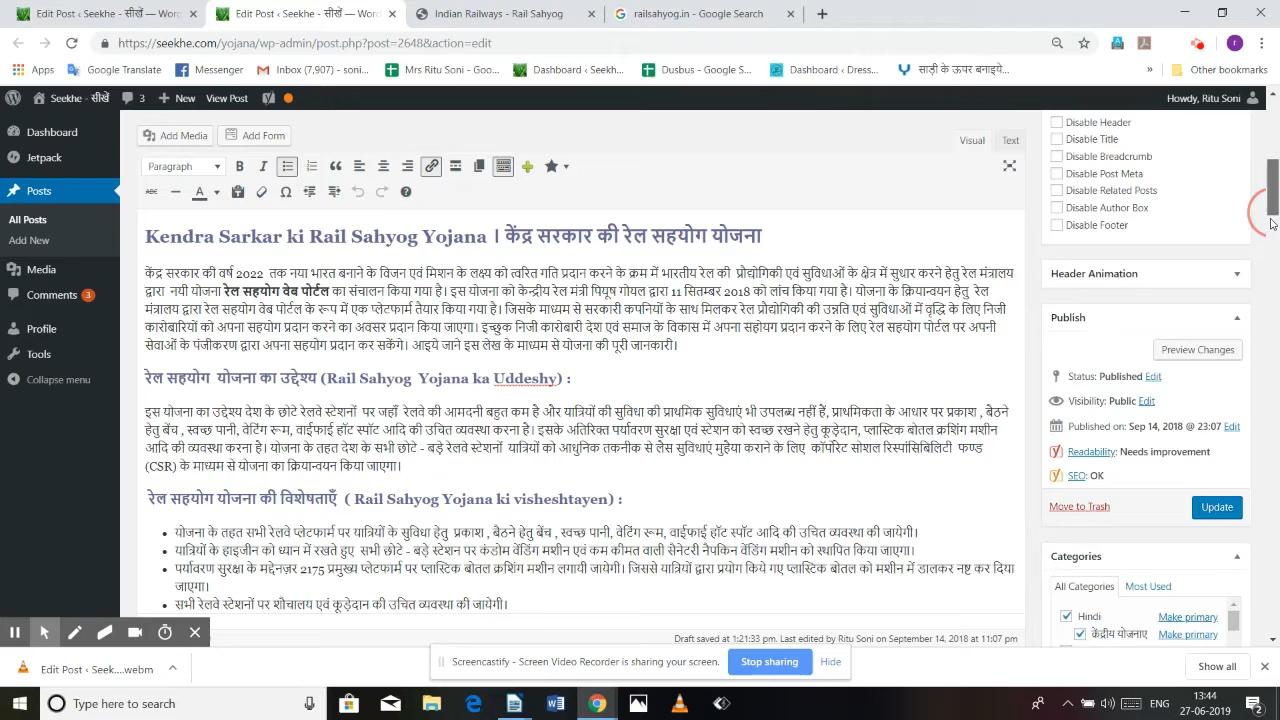 Seekhe - सीखें — Wor
Seekhe - सीखें — Word
Indian Railways - Rail Sahyog
railsahyog.in - Google Search
https://seekhe.com/yojana/wp-admin/post.php?post=2648&action=edit
Apps Google Translate Messenger Inbox (7,907) - soni... Mrs Ritu Soni - Goo... Dashboard ‹ Seekh... Dusbus - Google S... Dashboard ‹ Dress... साड़ी के ऊपर बनाइये... » Other bookmarks
Seekhe - सीखें 3 New View Post Howdy, Ritu Soni
Dashboard
Jetpack
Posts
All Posts
Add New
Media
Comments 3
Profile
Tools
Collapse menu
Add Media Add Form Visual Text
Paragraph B I
ABC A Ω
Kendra Sarkar ki Rail Sahyog Yojana । केंद्र सरकार की रेल सहयोग योजना
केंद्र सरकार की वर्ष 2022 तक नया भारत बनाने के विजन एवं मिशन के लक्ष्य को त्वरित गति प्रदान करने के क्रम में भारतीय रेल की प्रौद्योगिकी एवं सुविधाओं के क्षेत्र में सुधार करने हेतु रेल मंत्रालय
द्वारा नयी योजना रेल सहयोग वेब पोर्टल का संचालन किया गया है। इस योजना को केन्द्रीय रेल मंत्री पियूष गोयल द्वारा 11 सितम्बर 2018 को लांच किया गया है। योजना के क्रियान्वयन हेतु रेल
मंत्रालय द्वारा रेल सहयोग वेब पोर्टल के रूप में एक प्लेटफार्म तैयार किया गया है। जिसके माध्यम से सरकारी कंपनियों के साथ मिलकर रेल प्रौद्योगिकी की उन्नति एवं सुविधाओं में वृद्धि के लिए निजी
कारोबारियों को अपना सहयोग प्रदान करने का अवसर प्रदान किया जाएगा। इच्छुक निजी कारोबारी देश एवं समाज के विकास में अपना सहोयग प्रदान करने के लिए रेल सहयोग पोर्टल पर अपनी
सेवाओं के पंजीकरण द्वारा अपना सहयोग प्रदान कर सकेंगे। आइये जाने इस लेख के माध्यम से योजना की पूरी जानकारी।
रेल सहयोग योजना का उद्देश्य (Rail Sahyog Yojana ka Uddeshy) :
इस योजना का उद्देश्य देश के छोटे रेलवे स्टेशनों पर जहाँ रेलवे की आमदनी बहुत कम है और यात्रियों की सुविधा की प्राथमिक सुविधाएं भी उपलब्ध नहीं हैं, प्राथमिकता के आधार पर प्रकाश , बैठने
हेतु बेंच , स्वच्छ पानी, वेटिंग रूम, वाईफाई हॉट स्पॉट आदि की उचित व्यवस्था करना है। इसके अतिरिक्त पर्यावरण सुरक्षा एवं स्टेशन को स्वच्छ रखने हेतु कूड़ेदान, प्लास्टिक बोतल क्रशिंग मशीन
आदि की व्यवस्था करना है। योजना के तहत सभी छोटे - बड़े रेलवे स्टेशनों यात्रियों को आधुनिक तकनीक से लैस सुविधाएं मुहैया कराने के लिए कॉर्पोरेट सोशल रिस्पांसिबिलिटी फण्ड
(CSR) के माध्यम से योजना का क्रियान्वयन किया जाएगा।
रेल सहयोग योजना की विशेषताएँ ( Rail Sahyog Yojana ki visheshtayen) :
• योजना के तहत सभी रेलवे प्लेटफार्म पर यात्रियों के सुविधा हेतु प्रकाश , बैठने हेतु बेंच , स्वच्छ पानी, वेटिंग रूम, वाईफाई हॉट स्पॉट आदि की उचित व्यवस्था की जायेगी।
• यात्रियों के हाइजीन को ध्यान में रखते हुए सभी छोटे - बड़े स्टेशन पर कंडोम वेंडिंग मशीन एवं कम कीमत वाली सेनेटरी नैपकिन वेंडिंग मशीन को स्थापित किया जाएगा।
• पर्यावरण सुरक्षा के मद्देनज़र 2175 प्रमुख्य प्लेटफार्म पर प्लास्टिक बोतल क्रशिंग मशीन लगायी जायेगी। जिससे यात्रियों द्वारा प्रयोग किये गए प्लास्टिक बोतल को मशीन में डालकर नष्ट कर दिया
जाएगा।
• सभी रेलवे स्टेशनों पर शौचालय एवं कूड़ेदान की उचित व्यवस्था की जायेगी।
Draft saved at 1:21:33 pm. Last edited by Ritu Soni on September 14, 2018 at 11:07 pm
Disable Header
Disable Title
Disable Breadcrumb
Disable Post Meta
Disable Related Posts
Disable Author Box
Disable Footer
Header Animation
Publish
Preview Changes
Status: Published Edit
Visibility: Public Edit
Published on: Sep 14, 2018 @ 23:07 Edit
Readability: Needs improvement
SEO: OK
Move to Trash Update
Categories
All Categories Most Used
Hindi Make primary
केंद्रीय योजनाए Make primary
Screencastify - Screen Video Recorder is sharing your screen. Stop sharing Hide
Edit Post ‹ Seek....webm Show all
Type here to search ENG 13:44
27-06-2019 2